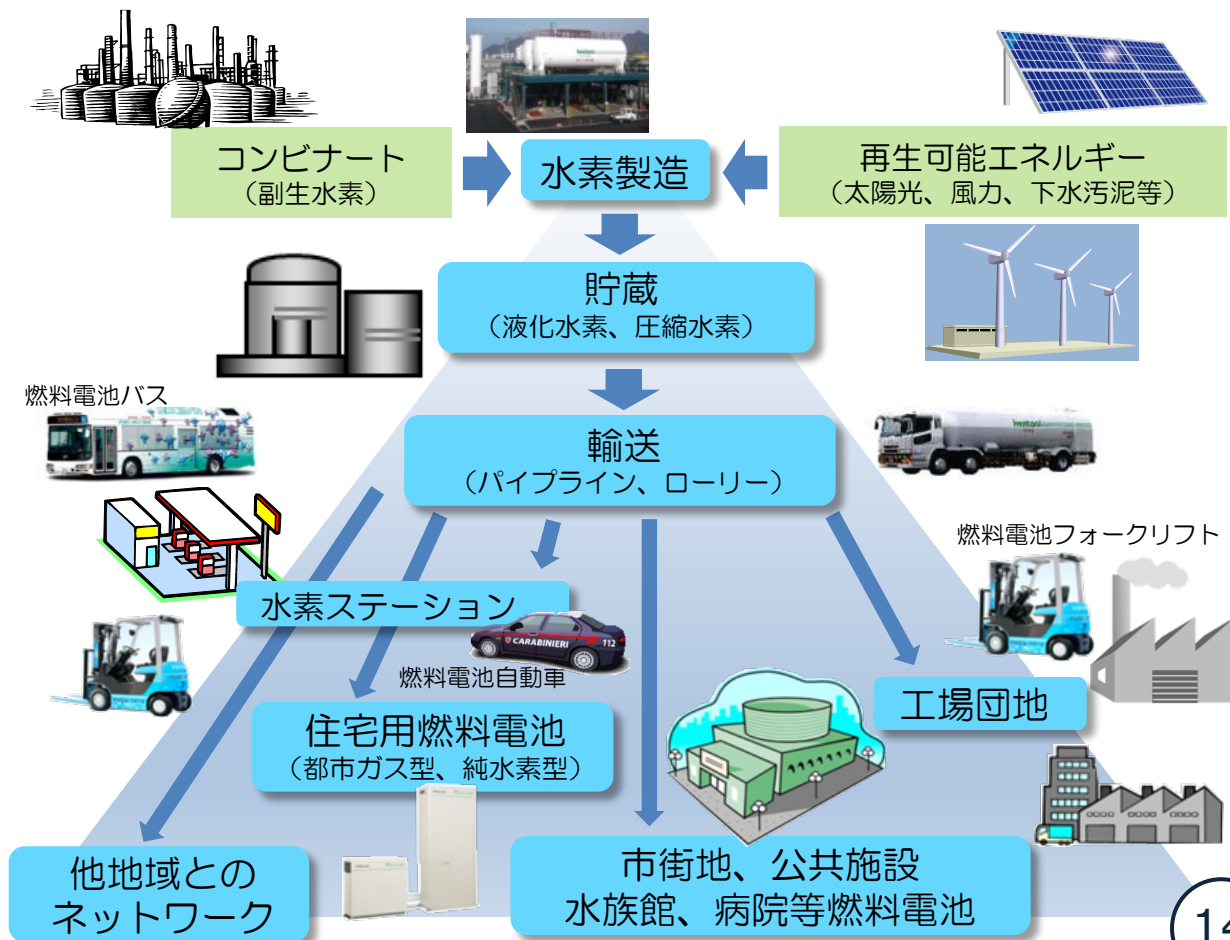 コンビナート
（副生水素）
水素製造
再生可能エネルギー
（太陽光、風力、下水汚泥等）
貯蔵
（液化水素、圧縮水素）
燃料電池バス
輸送
（パイプライン、ローリー）
燃料電池フォークリフト
水素ステーション
CARABINIERI 112
燃料電池自動車
工場団地
住宅用燃料電池
（都市ガス型、純水素型）
市街地、公共施設
水族館、病院等燃料電池
他地域との
ネットワーク